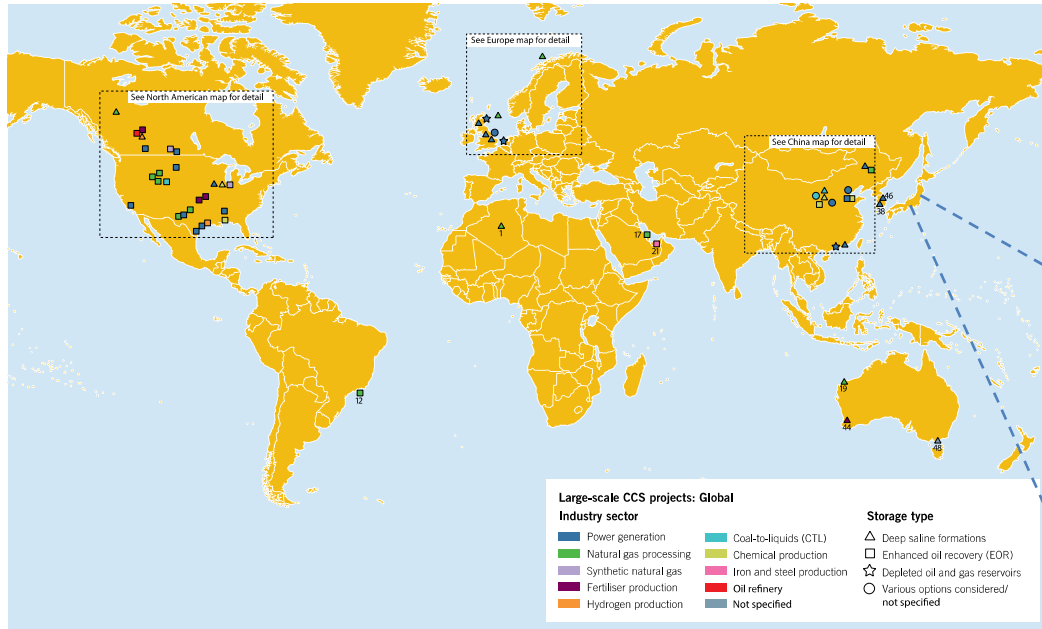 See Europe map for detail
See North American map for detail
See China map for detail
46
38
1
17
21
12
19
44
48
Large-scale CCS projects: Global
Industry sector
Storage type
Power generation
Coal-to-liquids (CTL)
Deep saline formations
Natural gas processing
Chemical production
Enhanced oil recovery (EOR)
Synthetic natural gas
Iron and steel production
Depleted oil and gas reservoirs
Fertiliser production
Oil refinery
Various options considered/
not specified
Hydrogen production
Not specified